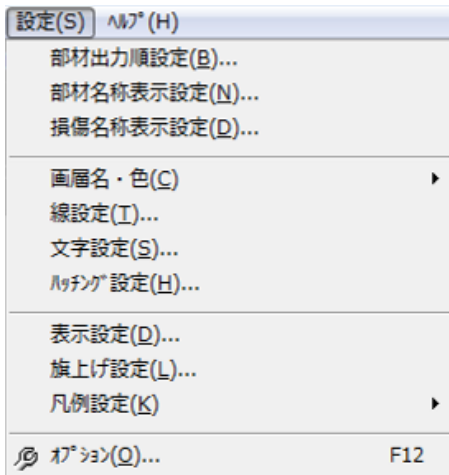 設定(S) ﾍﾙﾌﾟ(H)
部材出力順設定(B)...
部材名称表示設定(N)...
損傷名称表示設定(D)...
画層名・色(C)
線設定(T)...
文字設定(S)...
ﾊｯﾁﾝｸﾞ設定(H)...
表示設定(D)...
旗上げ設定(L)...
凡例設定(K)
ｵﾌﾟｼｮﾝ(O)... F12